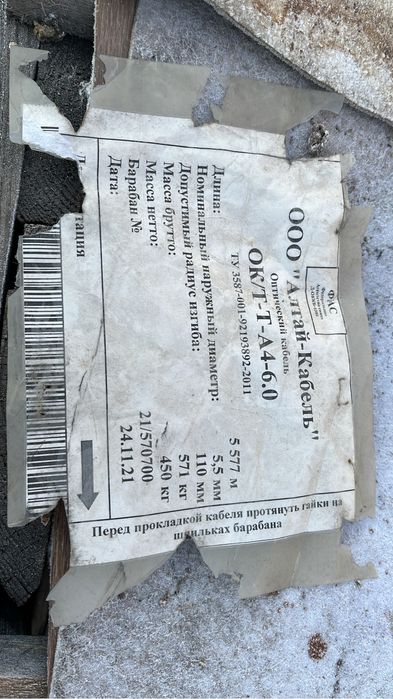 ФКС
ООО "Алтай-Кабель"
Оптический кабель
ОК/Т-Т-А4-6.0
ТУ 3587-001-92193892-2011
Длина: 5 577 м
Номинальный наружный диаметр: 5,5 мм
Допустимый радиус изгиба: 110 мм
Масса брутто: 571 кг
Масса нетто: 450 кг
Барабан № 21/570700
Дата: 24.11.21
Перед прокладкой кабеля протянуть гайки на
шпильках барабана